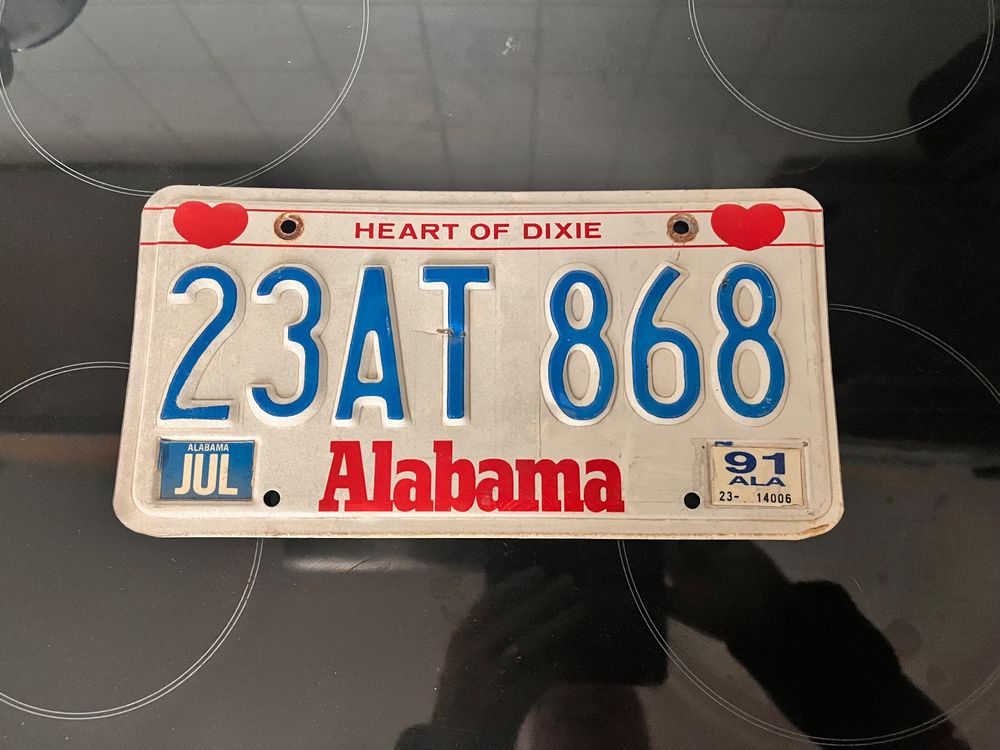 HEART OF DIXIE
23AT 868
ALABAMA
JUL
Alabama
91
ALA
23- 14006